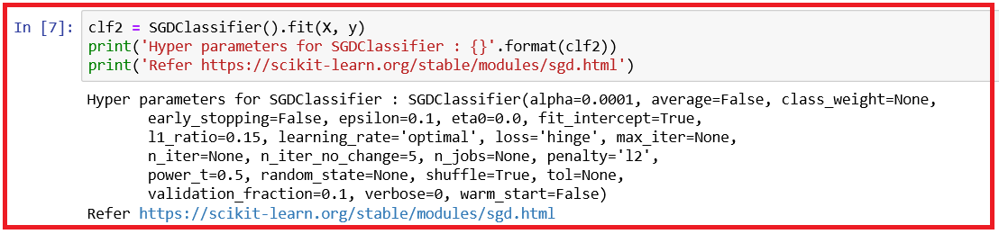 In [7]: clf2 = SGDClassifier().fit(X, y)
print('Hyper parameters for SGDClassifier : {}'.format(clf2))
print('Refer https://scikit-learn.org/stable/modules/sgd.html')
Hyper parameters for SGDClassifier : SGDClassifier(alpha=0.0001, average=False, class_weight=None,
early_stopping=False, epsilon=0.1, eta0=0.0, fit_intercept=True,
l1_ratio=0.15, learning_rate='optimal', loss='hinge', max_iter=None,
n_iter=None, n_iter_no_change=5, n_jobs=None, penalty='l2',
power_t=0.5, random_state=None, shuffle=True, tol=None,
validation_fraction=0.1, verbose=0, warm_start=False)
Refer https://scikit-learn.org/stable/modules/sgd.html